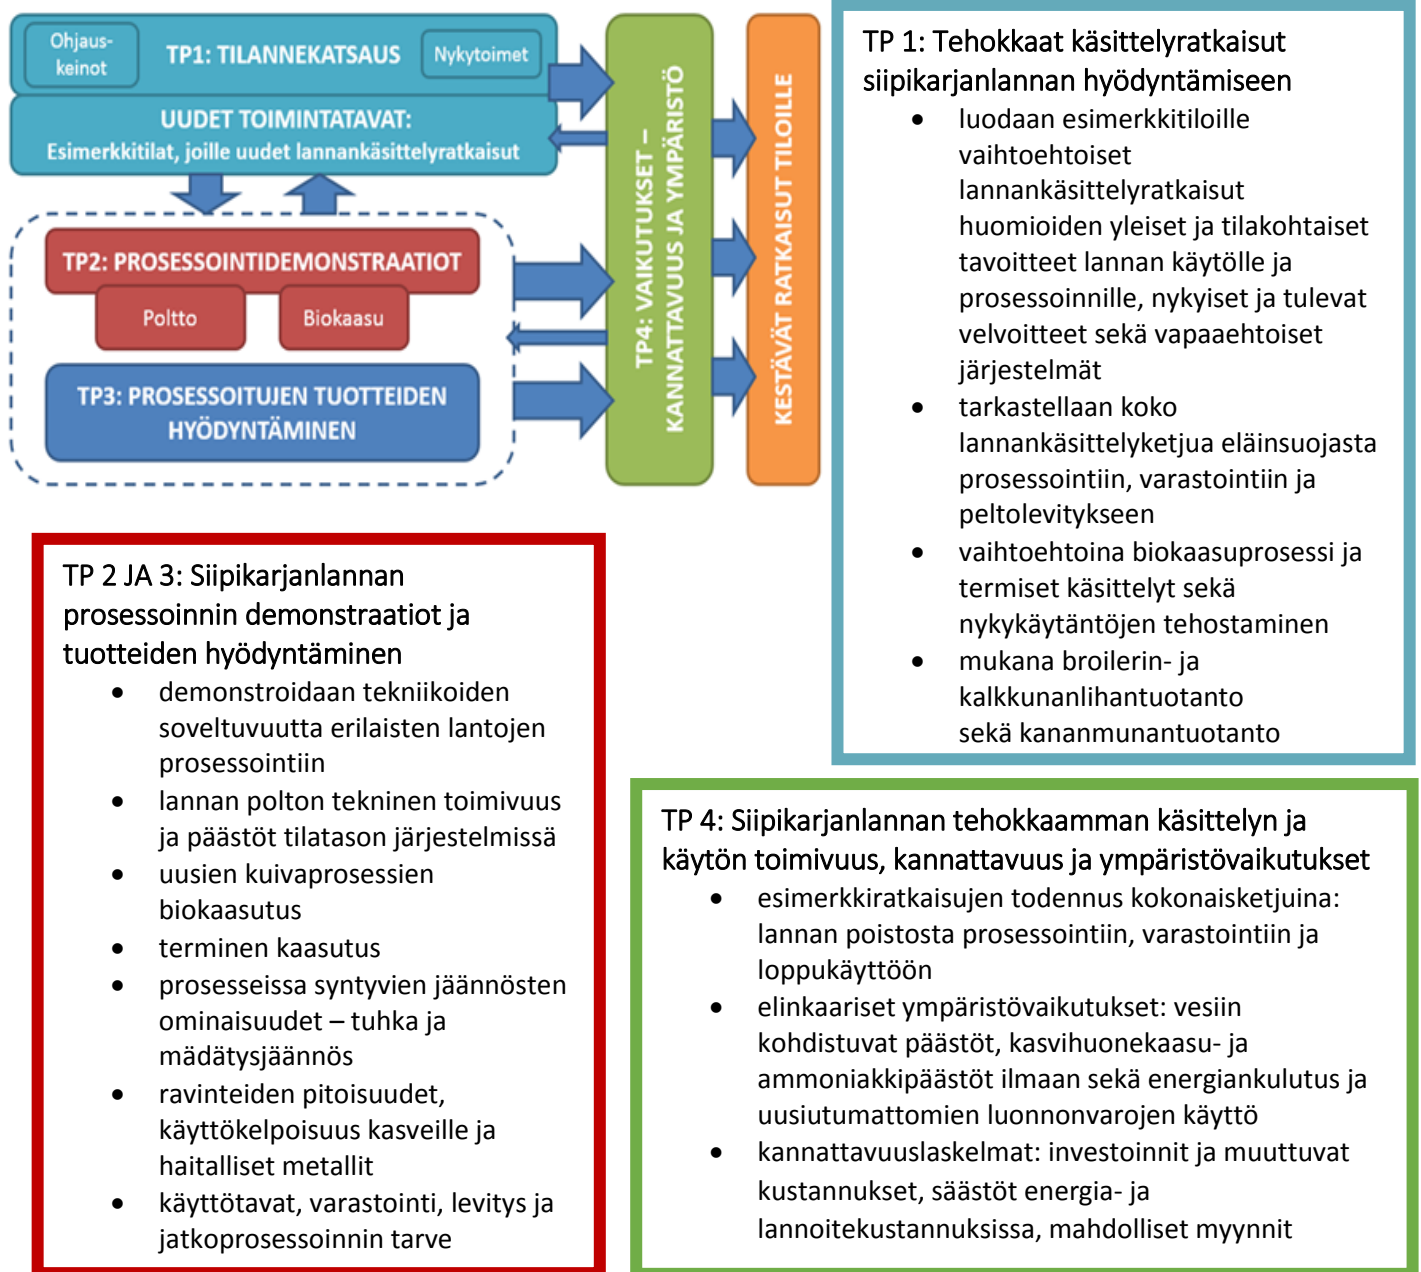 Ohjaus-
keinot
TP1: TILANNEKATSAUS
Nykytoimet
UUDET TOIMINTATAVAT:
Esimerkkitilat, joille uudet lannankäsittelyratkaisut
TP2: PROSESSOINTIDEMONSTRAATIOT
Poltto
Biokaasu
TP3: PROSESSOITUJEN TUOTTEIDEN
HYÖDYNTÄMINEN
TP4: VAIKUTUKSET –
KANNATTAVUUS JA YMPÄRISTÖ
KESTÄVÄT RATKAISUT TILOILLE
TP 1: Tehokkaat käsittelyratkaisut
siipikarjanlannan hyödyntämiseen
• luodaan esimerkkitiloille
vaihtoehtoiset
lannankäsittelyratkaisut
huomioiden yleiset ja tilakohtaiset
tavoitteet lannan käytölle ja
prosessoinnille, nykyiset ja tulevat
velvoitteet sekä vapaaehtoiset
järjestelmät
• tarkastellaan koko
lannankäsittelyketjua eläinsuojasta
prosessointiin, varastointiin ja
peltolevitykseen
• vaihtoehtoina biokaasuprosessi ja
termiset käsittelyt sekä
nykykäytäntöjen tehostaminen
• mukana broilerin- ja
kalkkunanlihantuotanto
sekä kananmunantuotanto
TP 2 JA 3: Siipikarjanlannan
prosessoinnin demonstraatiot ja
tuotteiden hyödyntäminen
• demonstroidaan tekniikoiden
soveltuvuutta erilaisten lantojen
prosessointiin
• lannan polton tekninen toimivuus
ja päästöt tilatason järjestelmissä
• uusien kuivaprosessien
biokaasutus
• terminen kaasutus
• prosesseissa syntyvien jäännösten
ominaisuudet – tuhka ja
mädätysjäännös
• ravinteiden pitoisuudet,
käyttökelpoisuus kasveille ja
haitalliset metallit
• käyttötavat, varastointi, levitys ja
jatkoprosessoinnin tarve
TP 4: Siipikarjanlannan tehokkaamman käsittelyn ja
käytön toimivuus, kannattavuus ja ympäristövaikutukset
• esimerkkiratkaisujen todennus kokonaisketjuina:
lannan poistosta prosessointiin, varastointiin ja
loppukäyttöön
• elinkaariset ympäristövaikutukset: vesiin
kohdistuvat päästöt, kasvihuonekaasu- ja
ammoniakkipäästöt ilmaan sekä energiankulutus ja
uusiutumattomien luonnonvarojen käyttö
• kannattavuuslaskelmat: investoinnit ja muuttuvat
kustannukset, säästöt energia- ja
lannoitekustannuksissa, mahdolliset myynnit